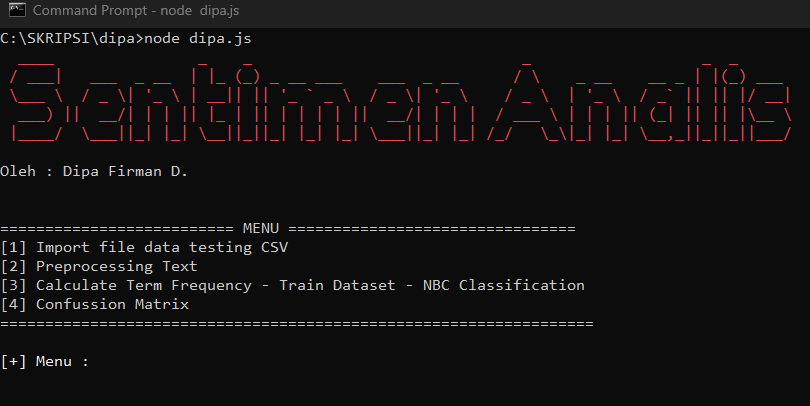 Command Prompt - node  dipa.js
C:\SKRIPSI\dipa>node dipa.js
Sentimen Analis
Oleh : Dipa Firman D.
========================== MENU ================================
[1] Import file data testing CSV
[2] Preprocessing Text
[3] Calculate Term Frequency - Train Dataset - NBC Classification
[4] Confussion Matrix
==================================================================
[+] Menu :